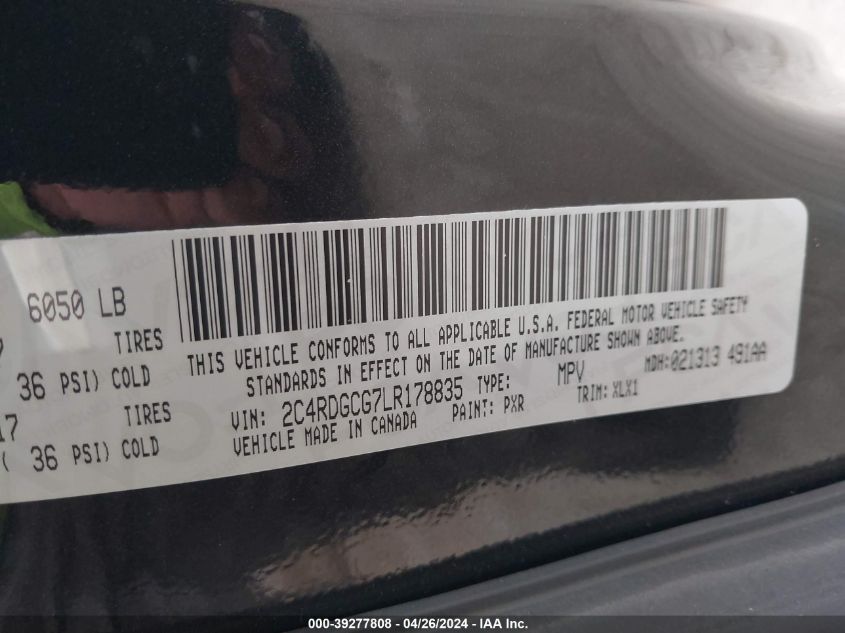 6050 LB
TIRES
36 PSI) COLD
17 TIRES
( 36 PSI) COLD
THIS VEHICLE CONFORMS TO ALL APPLICABLE U.S.A. FEDERAL MOTOR VEHICLE SAFETY
STANDARDS IN EFFECT ON THE DATE OF MANUFACTURE SHOWN ABOVE.
VIN: 2C4RDGCG7LR178835 TYPE: MPV MDH:021313 491AA
VEHICLE MADE IN CANADA PAINT: PXR TRIM: XLX1
000-39277808 - 04/26/2024 - IAA Inc.